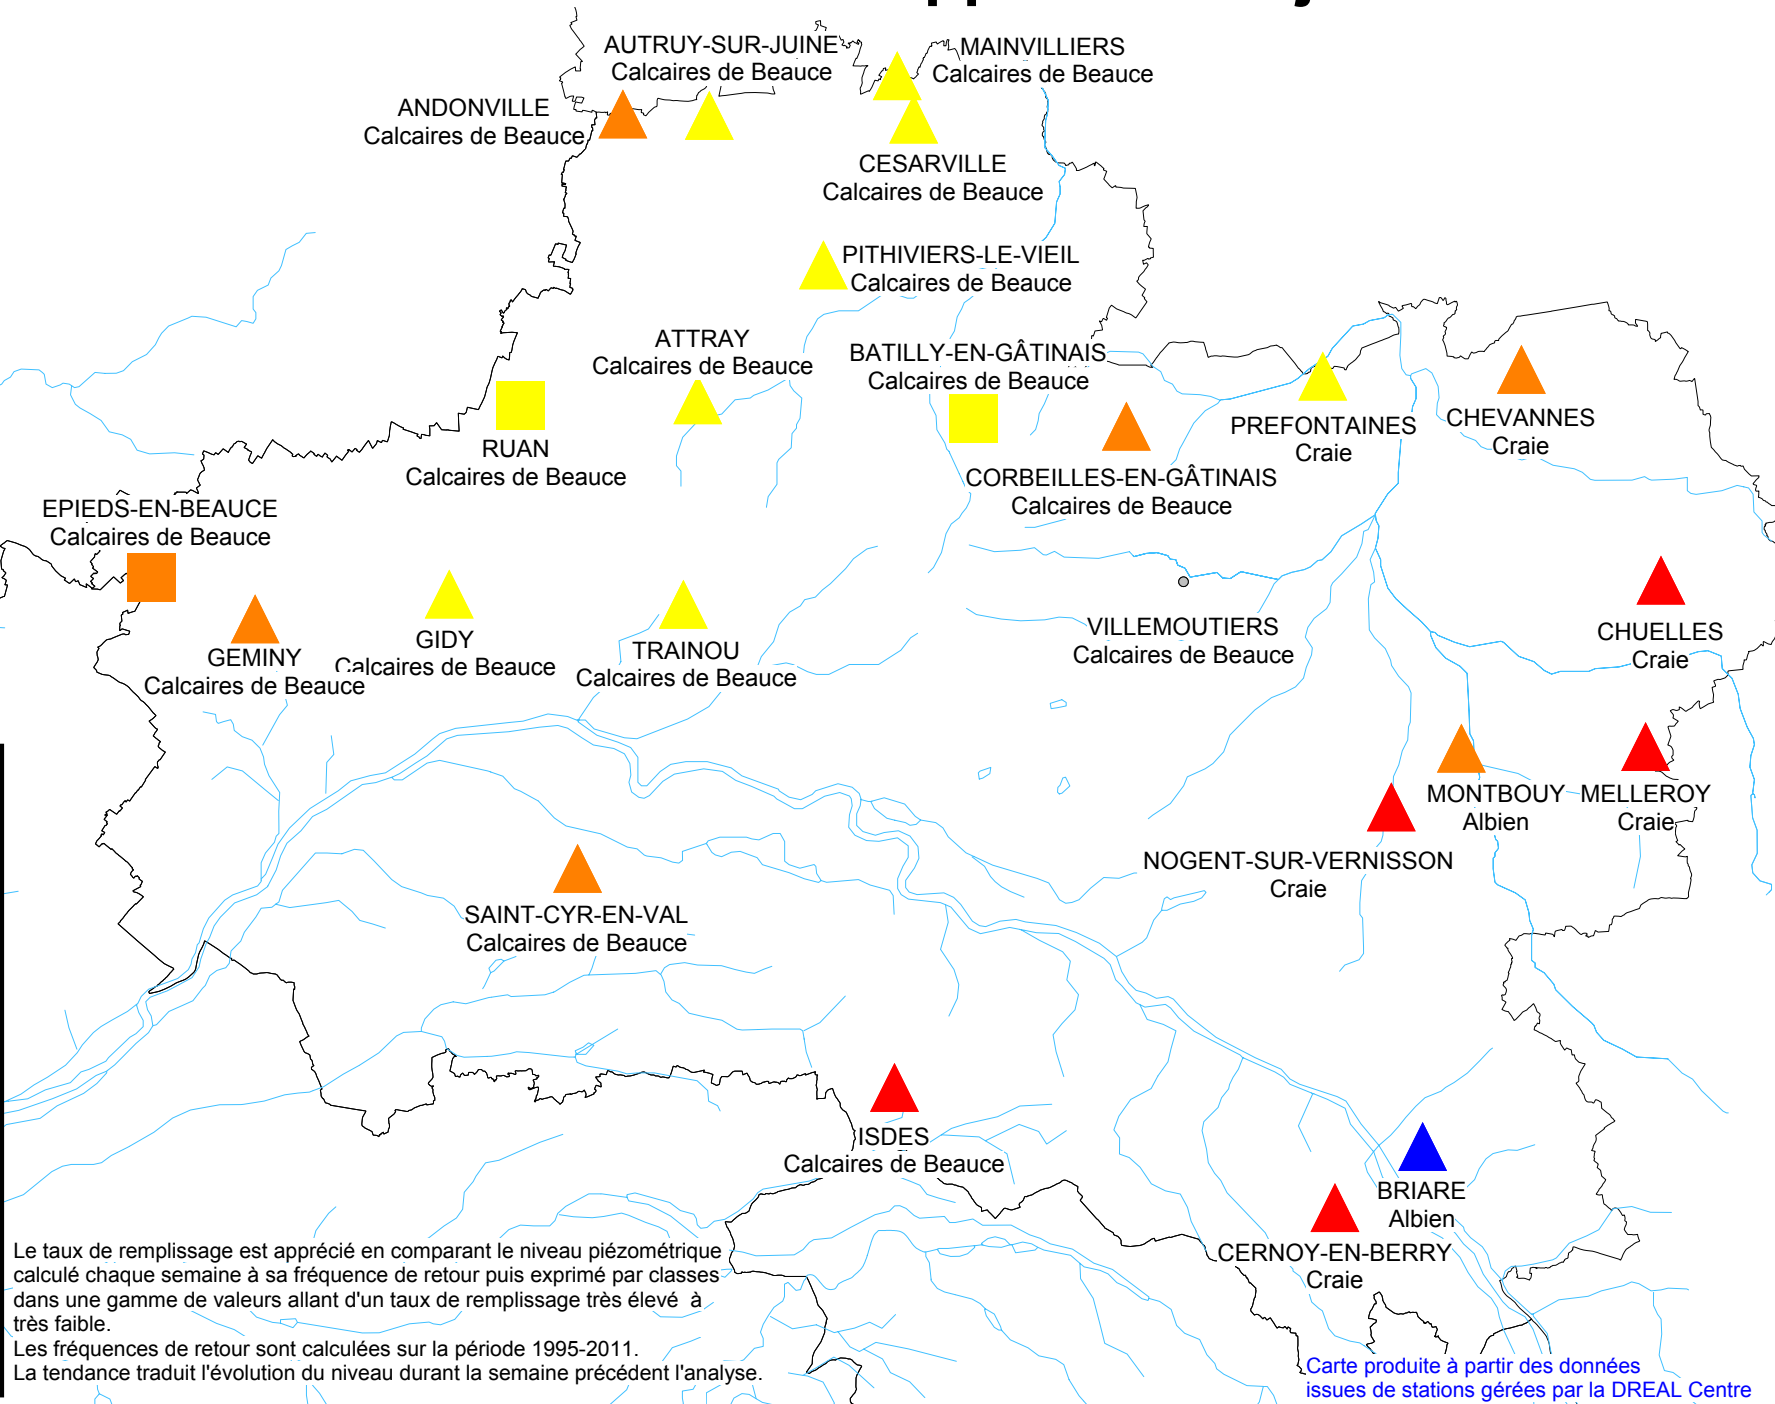 AUTRUY-SUR-JUINE
Calcaires de Beauce
MAINVILLIERS
Calcaires de Beauce
ANDONVILLE
Calcaires de Beauce
CESARVILLE
Calcaires de Beauce
PITHIVIERS-LE-VIEIL
Calcaires de Beauce
ATTRAY
Calcaires de Beauce
BATILLY-EN-GÂTINAIS
Calcaires de Beauce
RUAN
Calcaires de Beauce
PREFONTAINES
Craie
CHEVANNES
Craie
CORBEILLES-EN-GÂTINAIS
Calcaires de Beauce
EPIEDS-EN-BEAUCE
Calcaires de Beauce
GEMINY
Calcaires de Beauce
GIDY
Calcaires de Beauce
TRAINOU
Calcaires de Beauce
VILLEMOUTIERS
Calcaires de Beauce
CHUELLES
Craie
MONTBOUY
Albien
MELLEROY
Craie
NOGENT-SUR-VERNISSON
Craie
SAINT-CYR-EN-VAL
Calcaires de Beauce
ISDES
Calcaires de Beauce
BRIARE
Albien
CERNOY-EN-BERRY
Craie
Le taux de remplissage est apprécié en comparant le niveau piézométrique
calculé chaque semaine à sa fréquence de retour puis exprimé par classes
dans une gamme de valeurs allant d'un taux de remplissage très élevé à
très faible.
Les fréquences de retour sont calculées sur la période 1995-2011.
La tendance traduit l'évolution du niveau durant la semaine précédent l'analyse.
Carte produite à partir des données
issues de stations gérées par la DREAL Centre